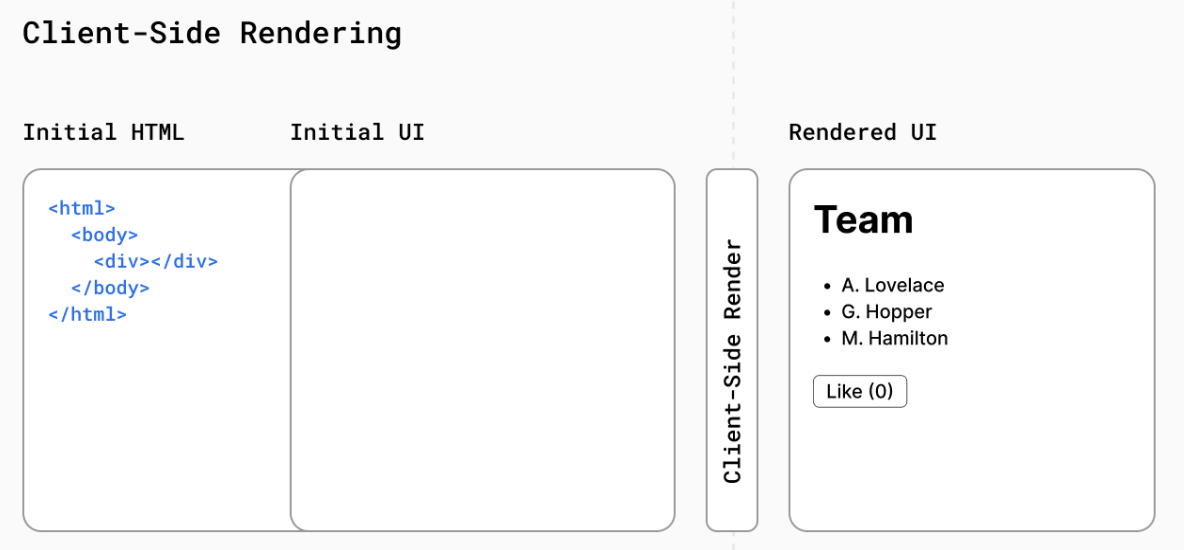 Client-Side Rendering
Initial HTML
<html>
<body>
<div></div>
</body>
</html>
Initial UI
Client-Side Render
Rendered UI
Team
• A. Lovelace
• G. Hopper
• M. Hamilton
Like (0)